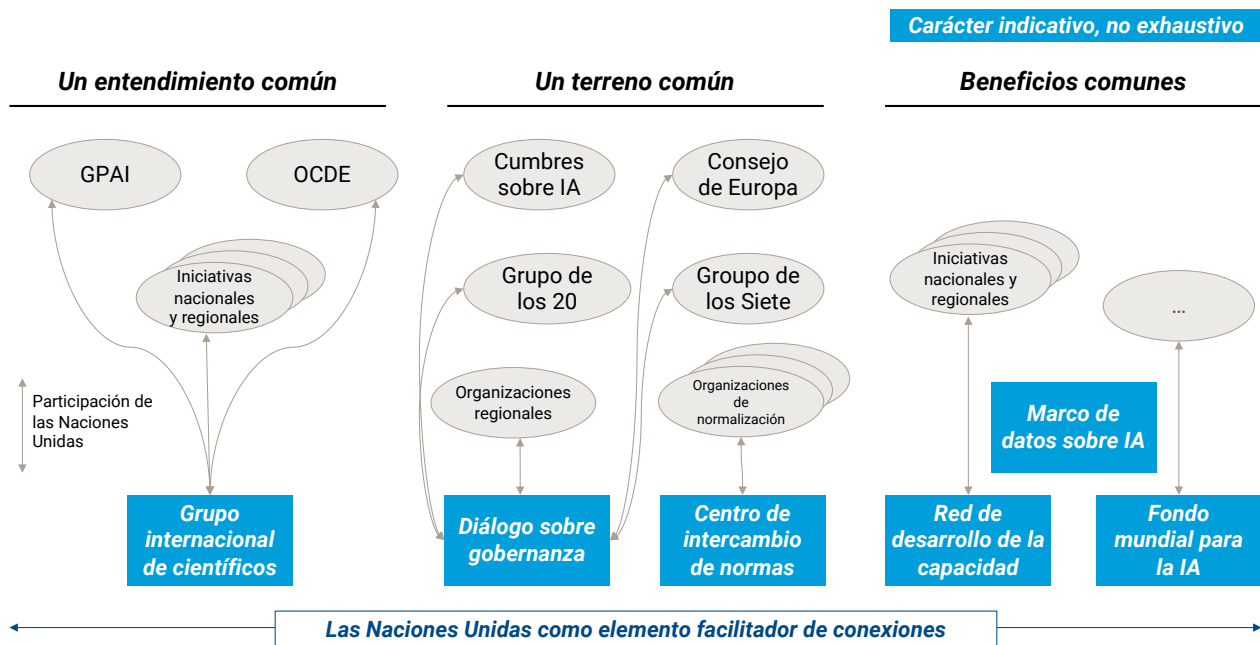 Carácter indicativo, no exhaustivo
Un entendimiento común
Un terreno común
Beneficios comunes
GPAI
OCDE
Iniciativas
nacionales
y regionales
Participación de
las Naciones
Unidas
Grupo
internacional
de científicos
Cumbres
sobre IA
Consejo
de Europa
Grupo de
los 20
Groupo de
los Siete
Organizaciones
regionales
Organizaciones
de
normalización
Diálogo sobre
gobernanza
Centro de
intercambio
de normas
Iniciativas
nacionales y
regionales
...
Marco de
datos sobre IA
Red de
desarrollo de la
capacidad
Fondo
mundial para
la IA
Las Naciones Unidas como elemento facilitador de conexiones